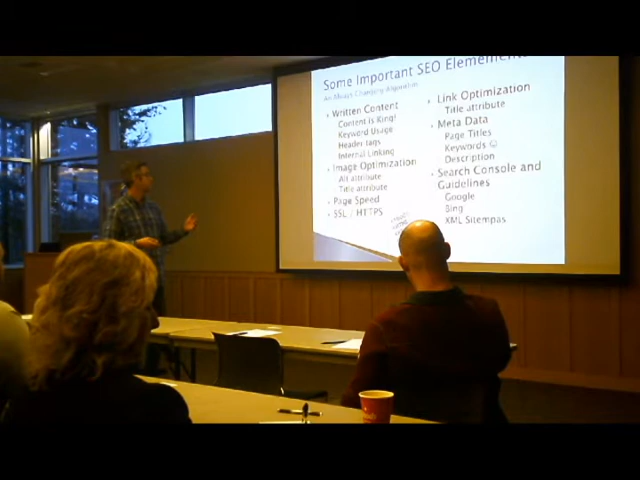 Some Important SEO Elements
An Always Changing Algorithm
Written Content
Content is King!
Keyword Usage
Header tags
Internal Linking
Image Optimization
Alt attribute
Title attribute
Page Speed
SSL / HTTPS
Link Optimization
Title attribute
Meta Data
Page Titles
Keywords ☺
Description
Search Console and
Guidelines
Google
Bing
XML Sitempas